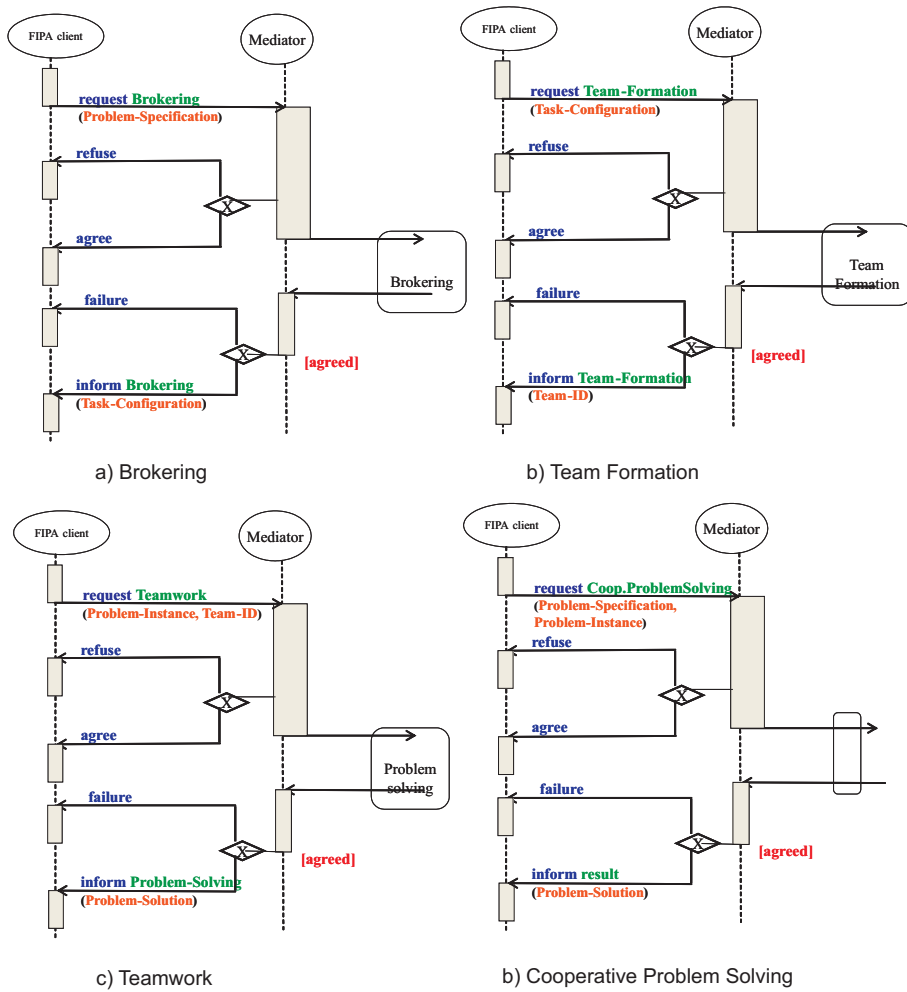 FIPA client
Mediator
request Brokering
(Problem-Specification)
refuse
X
agree
Brokering
failure
X
[agreed]
inform Brokering
(Task-Configuration)
a) Brokering
FIPA client
Mediator
request Team-Formation
(Task-Configuration)
refuse
X
agree
Team
Formation
failure
X
[agreed]
inform Team-Formation
(Team-ID)
b) Team Formation
FIPA client
Mediator
request Teamwork
(Problem-Instance, Team-ID)
refuse
X
agree
Problem
solving
failure
X
[agreed]
inform Problem-Solving
(Problem-Solution)
c) Teamwork
FIPA client
Mediator
request Coop.ProblemSolving
(Problem-Specification,
Problem-Instance)
refuse
X
agree
failure
X
[agreed]
inform result
(Problem-Solution)
b) Cooperative Problem Solving